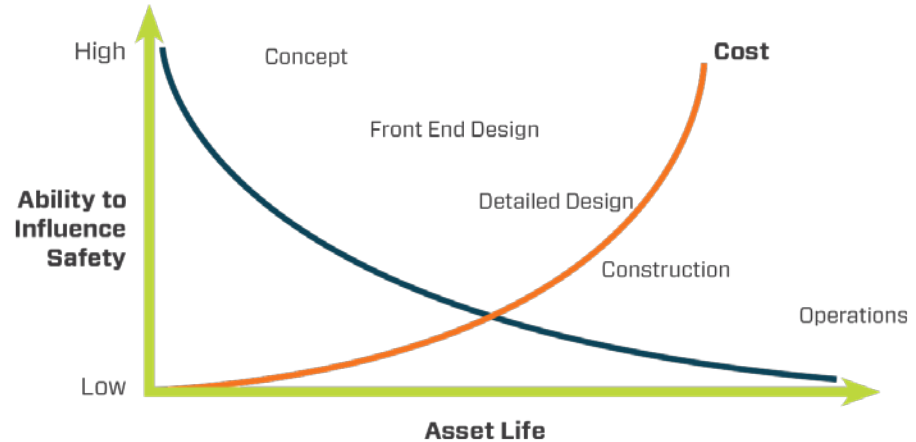 High
Concept
Cost
Front End Design
Ability to
Influence
Safety
Detailed Design
Construction
Operations
Low
Asset Life